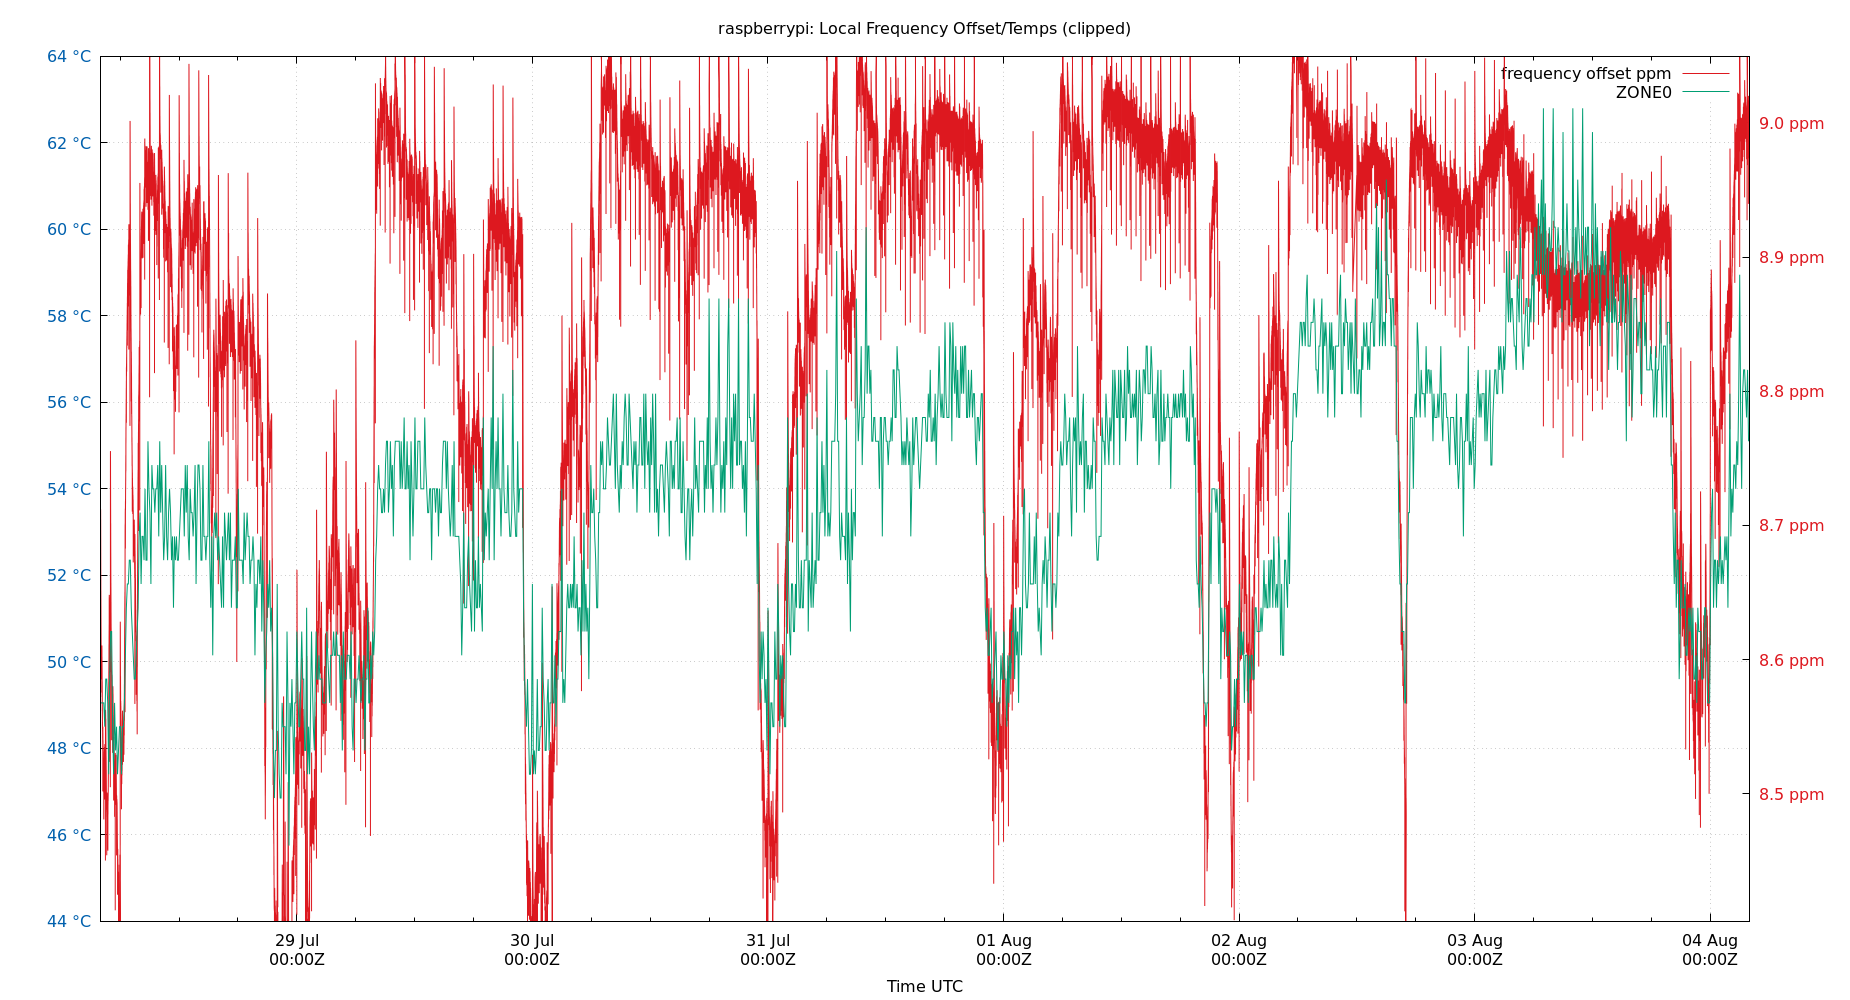 raspberrypi: Local Frequency Offset/Temps (clipped)
frequency offset ppm
ZONE0
64 °C
62 °C
60 °C
58 °C
56 °C
54 °C
52 °C
50 °C
48 °C
46 °C
44 °C
9.0 ppm
8.9 ppm
8.8 ppm
8.7 ppm
8.6 ppm
8.5 ppm
29 Jul
00:00Z
30 Jul
00:00Z
31 Jul
00:00Z
01 Aug
00:00Z
02 Aug
00:00Z
03 Aug
00:00Z
04 Aug
00:00Z
Time UTC